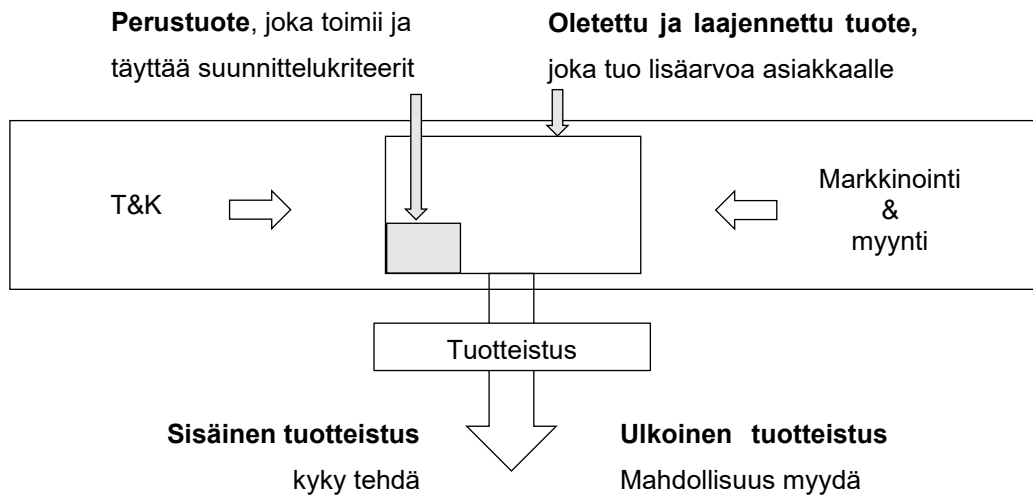 Perustuote, joka toimii ja
täyttää suunnittelukriteerit
Oletettu ja laajennettu tuote,
joka tuo lisäarvoa asiakkaalle
T&K
Markkinointi
&
myynti
Tuotteistus
Sisäinen tuotteistus
kyky tehdä
Ulkoinen tuotteistus
Mahdollisuus myydä